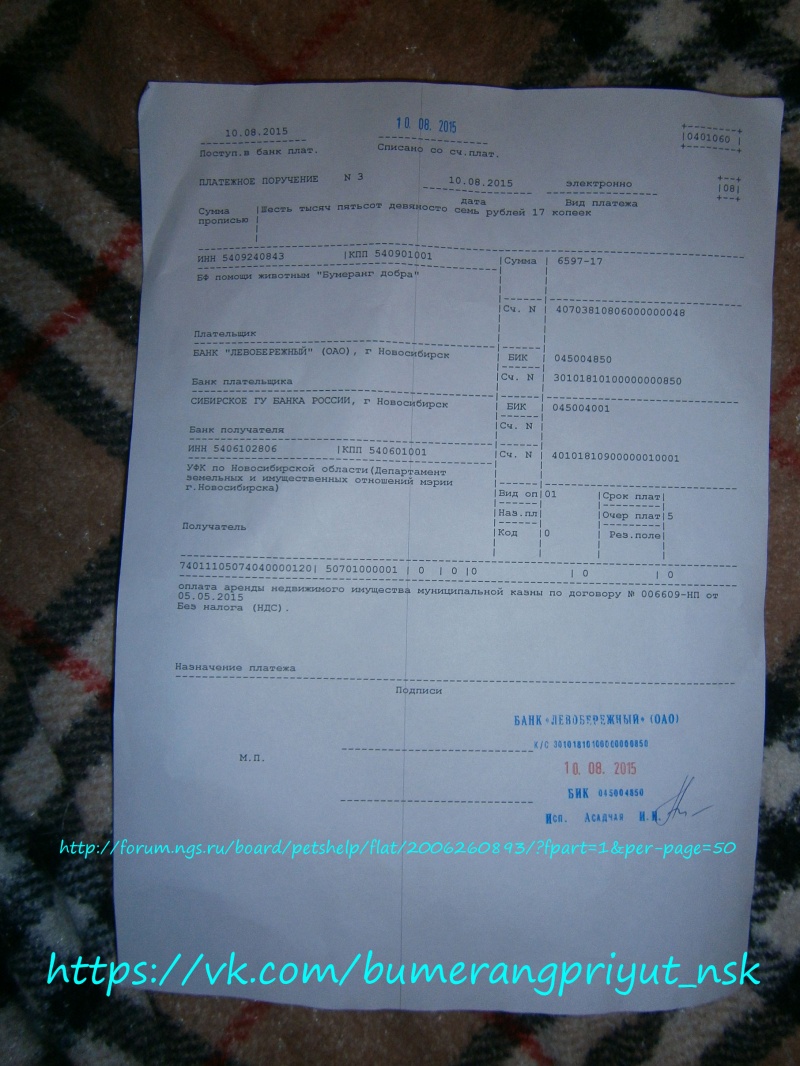 10.08.2015
10. 08. 2015
0401060
Поступ.в банк плат.
Списано со сч.плат.
ПЛАТЕЖНОЕ ПОРУЧЕНИЕ N 3
10.08.2015
электронно
08
дата
Вид платежа
Сумма прописью
Шесть тысяч пятьсот девяносто семь рублей 17 копеек
ИНН 5409240843 | КПП 540901001 | Сумма | 6597-17
БФ помощи животным "Бумеранг добра"
Сч. N | 40703810806000000048
Плательщик
БАНК "ЛЕВОБЕРЕЖНЫЙ" (ОАО), г Новосибирск | БИК | 045004850
Банк плательщика | Сч. N | 30101810100000000850
СИБИРСКОЕ ГУ БАНКА РОССИИ, г Новосибирск | БИК | 045004001
Банк получателя | Сч. N
ИНН 5406102806 | КПП 540601001 | Сч. N | 40101810900000010001
УФК по Новосибирской области(Департамент
земельных и имущественных отношений мэрии
г.Новосибирска)
Вид оп|01 |Срок плат|
Наз.пл| |Очер плат|5
Код |0 Рез.поле|
Получатель
74011105074040000120| 50701000001 | 0 | 0 |0 | 0 | 0
оплата аренды недвижимого имущества муниципальной казны по договору № 006609-НП от
05.05.2015
Без налога (НДС).
Назначение платежа
Подписи
БАНК «ЛЕВОБЕРЕЖНЫЙ» (ОАО)
К/С 30101810100000000850
10. 08. 2015
М.П.
БИК 045004850
Исп. Асадчая И.И.
http://forum.ngs.ru/board/petshelp/flat/2006260893/?fpart=1&per-page=50
https://vk.com/bumerangpriyut_nsk